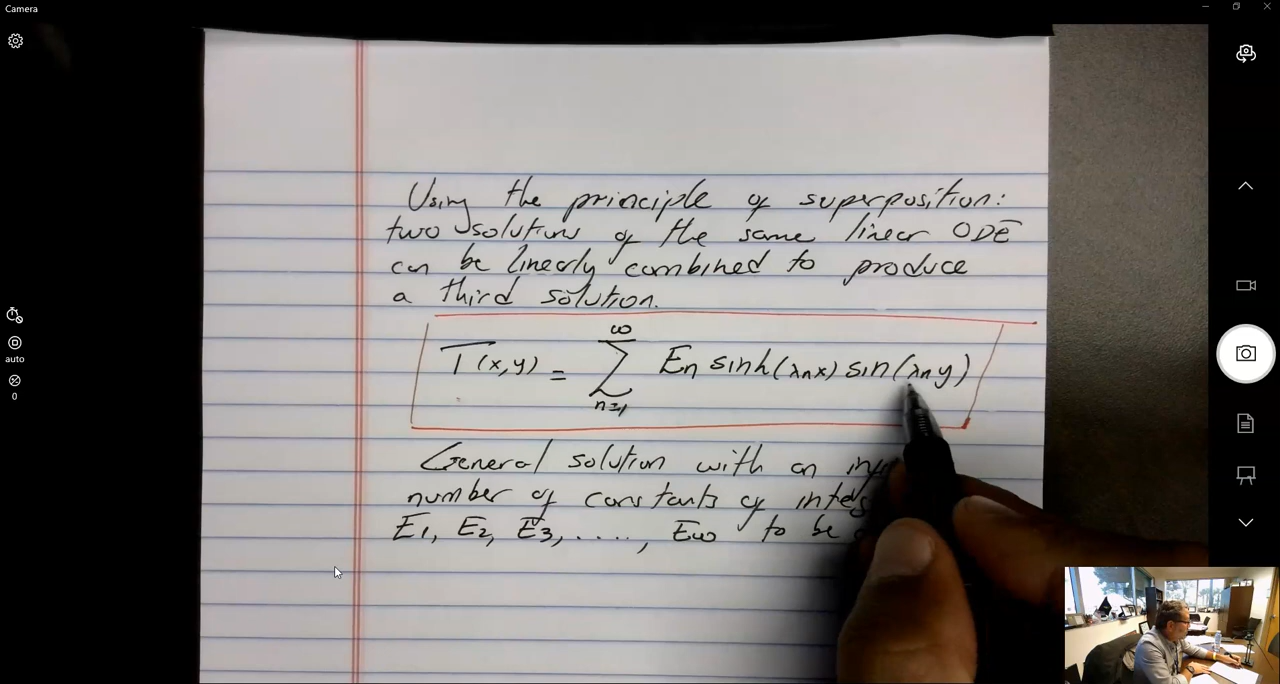 Camera
Using the principle of superposition:
two solutions of the same linear ODE
can be linearly combined to produce
a third solution.
T(x,y) = ∞ Σ n=1 En sinh(λnx) sin(λny)
General solution with an
number of constants of
E1, E2, E3, ....., E∞ to be
auto
0